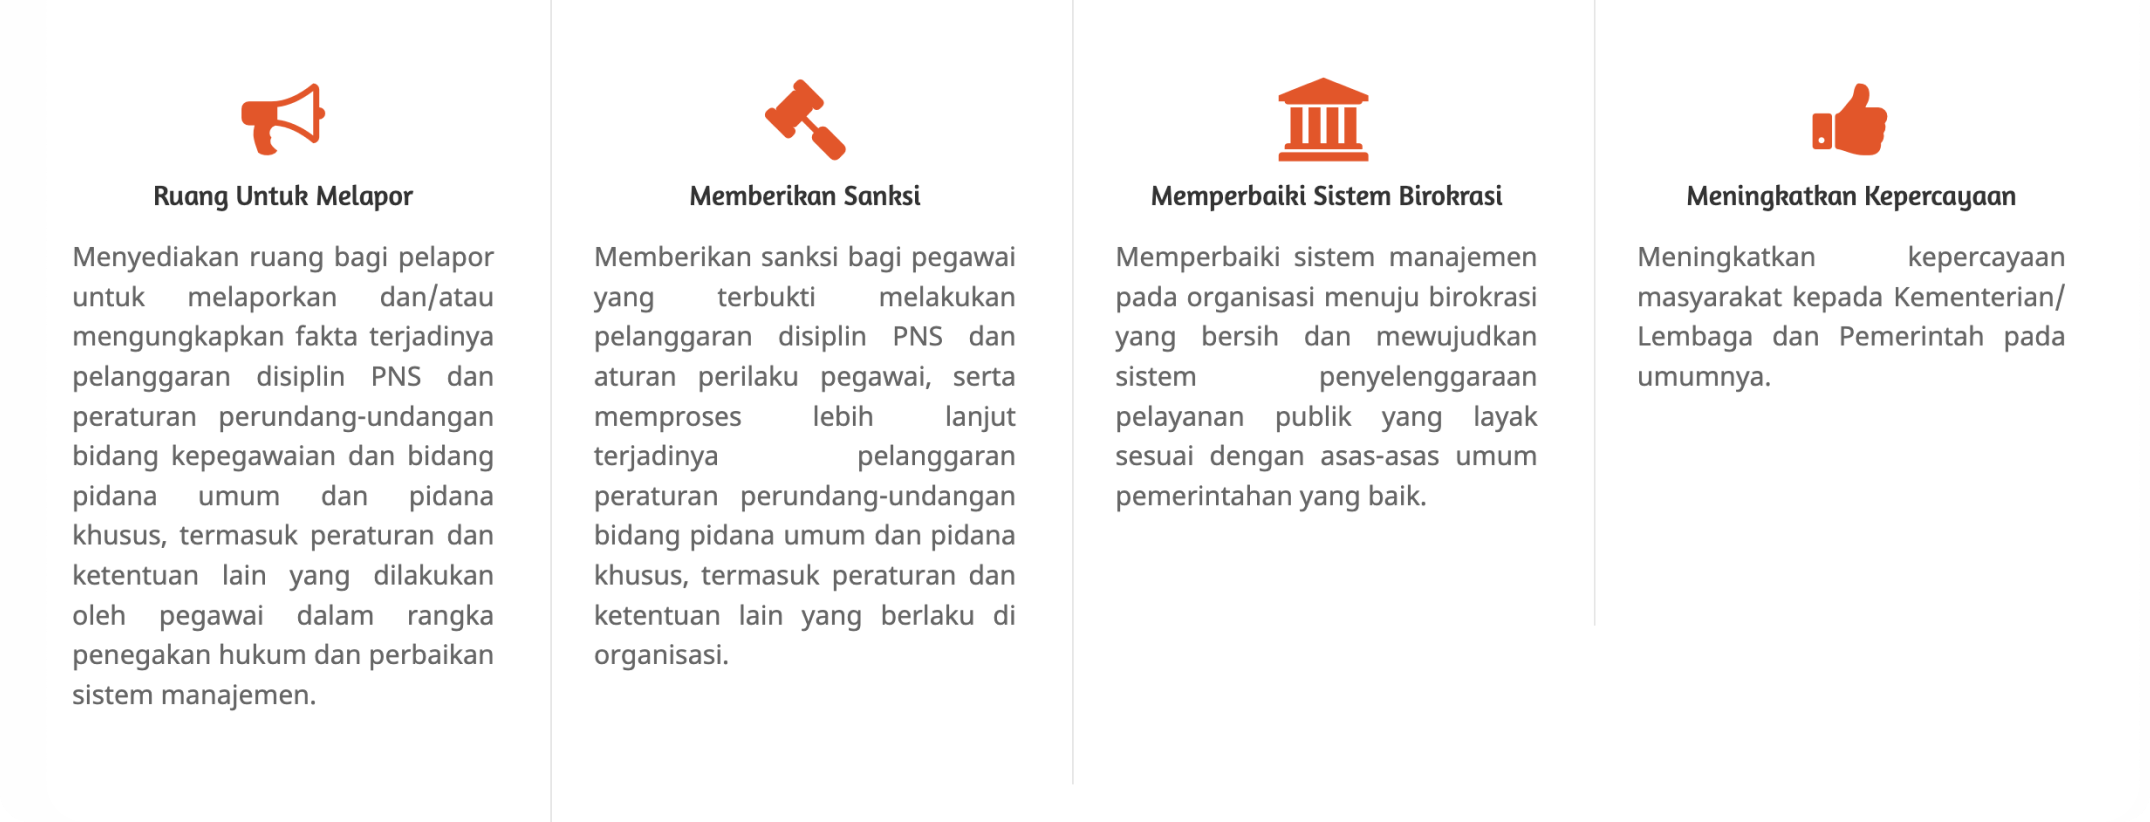 Ruang Untuk Melapor
Menyediakan ruang bagi pelapor
untuk melaporkan dan/atau
mengungkapkan fakta terjadinya
pelanggaran disiplin PNS dan
peraturan perundang-undangan
bidang kepegawaian dan bidang
pidana umum dan pidana
khusus, termasuk peraturan dan
ketentuan lain yang dilakukan
oleh pegawai dalam rangka
penegakan hukum dan perbaikan
sistem manajemen.
Memberikan Sanksi
Memberikan sanksi bagi pegawai
yang terbukti melakukan
pelanggaran disiplin PNS dan
aturan perilaku pegawai, serta
memproses lebih lanjut
terjadinya pelanggaran
peraturan perundang-undangan
bidang pidana umum dan pidana
khusus, termasuk peraturan dan
ketentuan lain yang berlaku di
organisasi.
Memperbaiki Sistem Birokrasi
Memperbaiki sistem manajemen
pada organisasi menuju birokrasi
yang bersih dan mewujudkan
sistem penyelenggaraan
pelayanan publik yang layak
sesuai dengan asas-asas umum
pemerintahan yang baik.
Meningkatkan Kepercayaan
Meningkatkan kepercayaan
masyarakat kepada Kementerian/
Lembaga dan Pemerintah pada
umumnya.